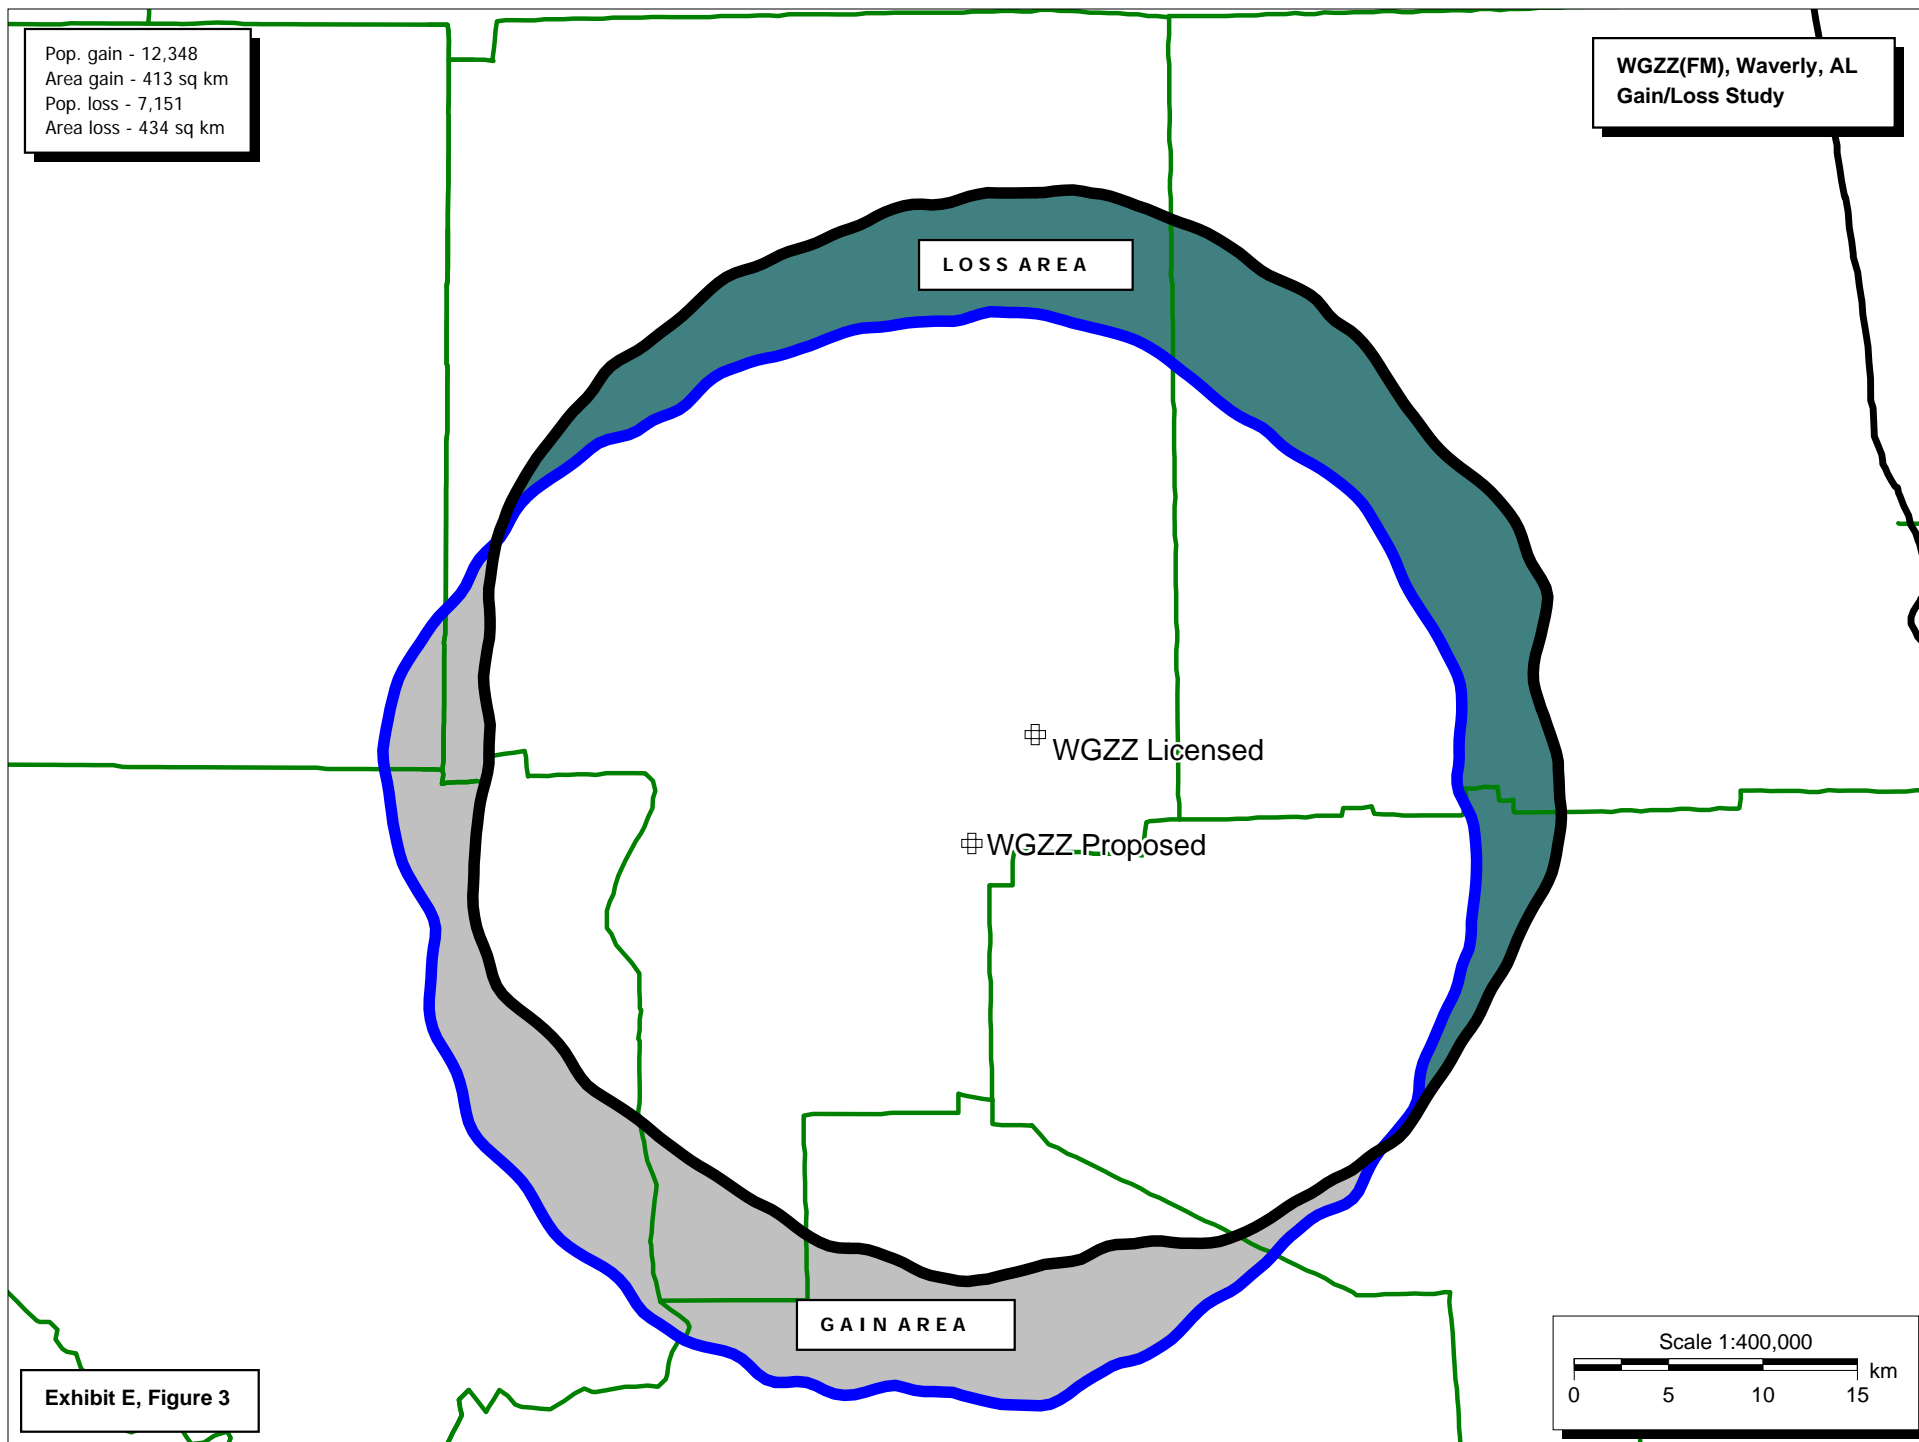 Pop. gain - 12,348
Area gain - 413 sq km
Pop. loss - 7,151
Area loss - 434 sq km
WGZZ(FM), Waverly, AL
Gain/Loss Study
LOSS AREA
WGZZ Licensed
WGZZ Proposed
GAIN AREA
Exhibit E, Figure 3
Scale 1:400,000
km
0 5 10 15